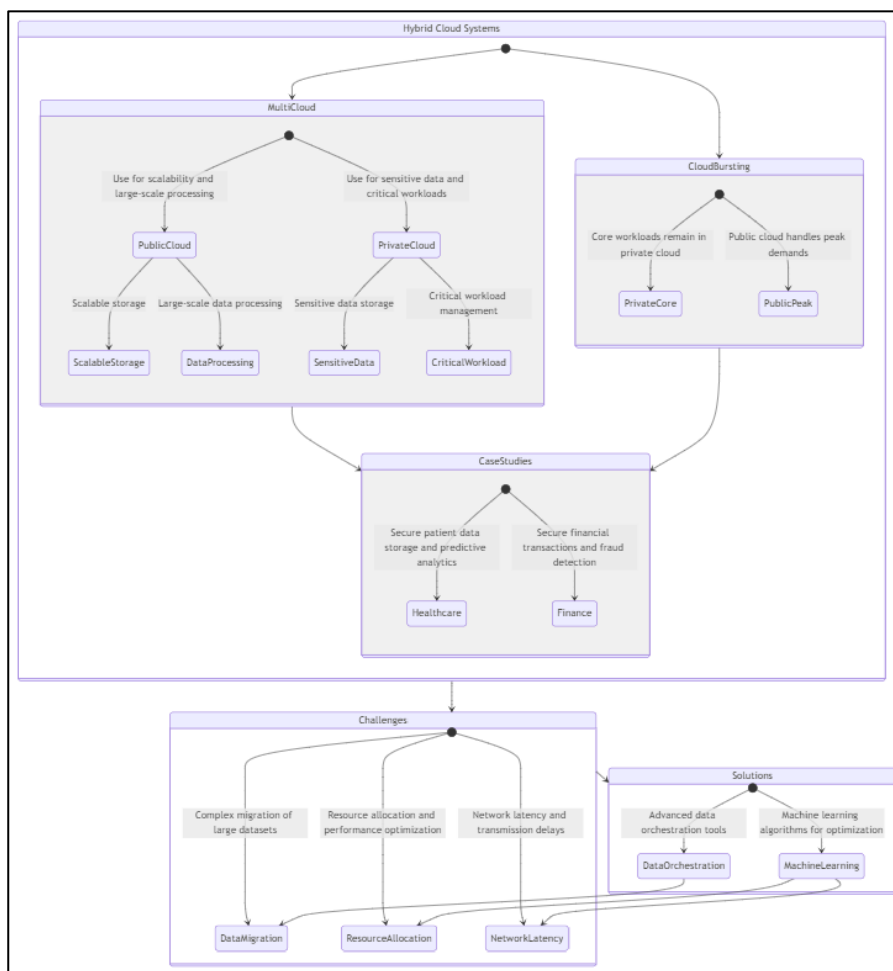 Hybrid Cloud Systems
MultiCloud
Use for scalability and
large-scale processing
Use for sensitive data and
critical workloads
PublicCloud
PrivateCloud
Scalable storage
Large-scale data processing
Sensitive data storage
Critical workload
management
ScalableStorage
DataProcessing
SensitiveData
CriticalWorkload
CloudBursting
Core workloads remain in
private cloud
Public cloud handles peak
demands
PrivateCore
PublicPeak
CaseStudies
Secure patient data
storage and predictive
analytics
Secure financial
transactions and fraud
detection
Healthcare
Finance
Challenges
Complex migration of
large datasets
Resource allocation and
performance optimization
Network latency and
transmission delays
DataMigration
ResourceAllocation
NetworkLatency
Solutions
Advanced data
orchestration tools
Machine learning
algorithms for optimization
DataOrchestration
MachineLearning